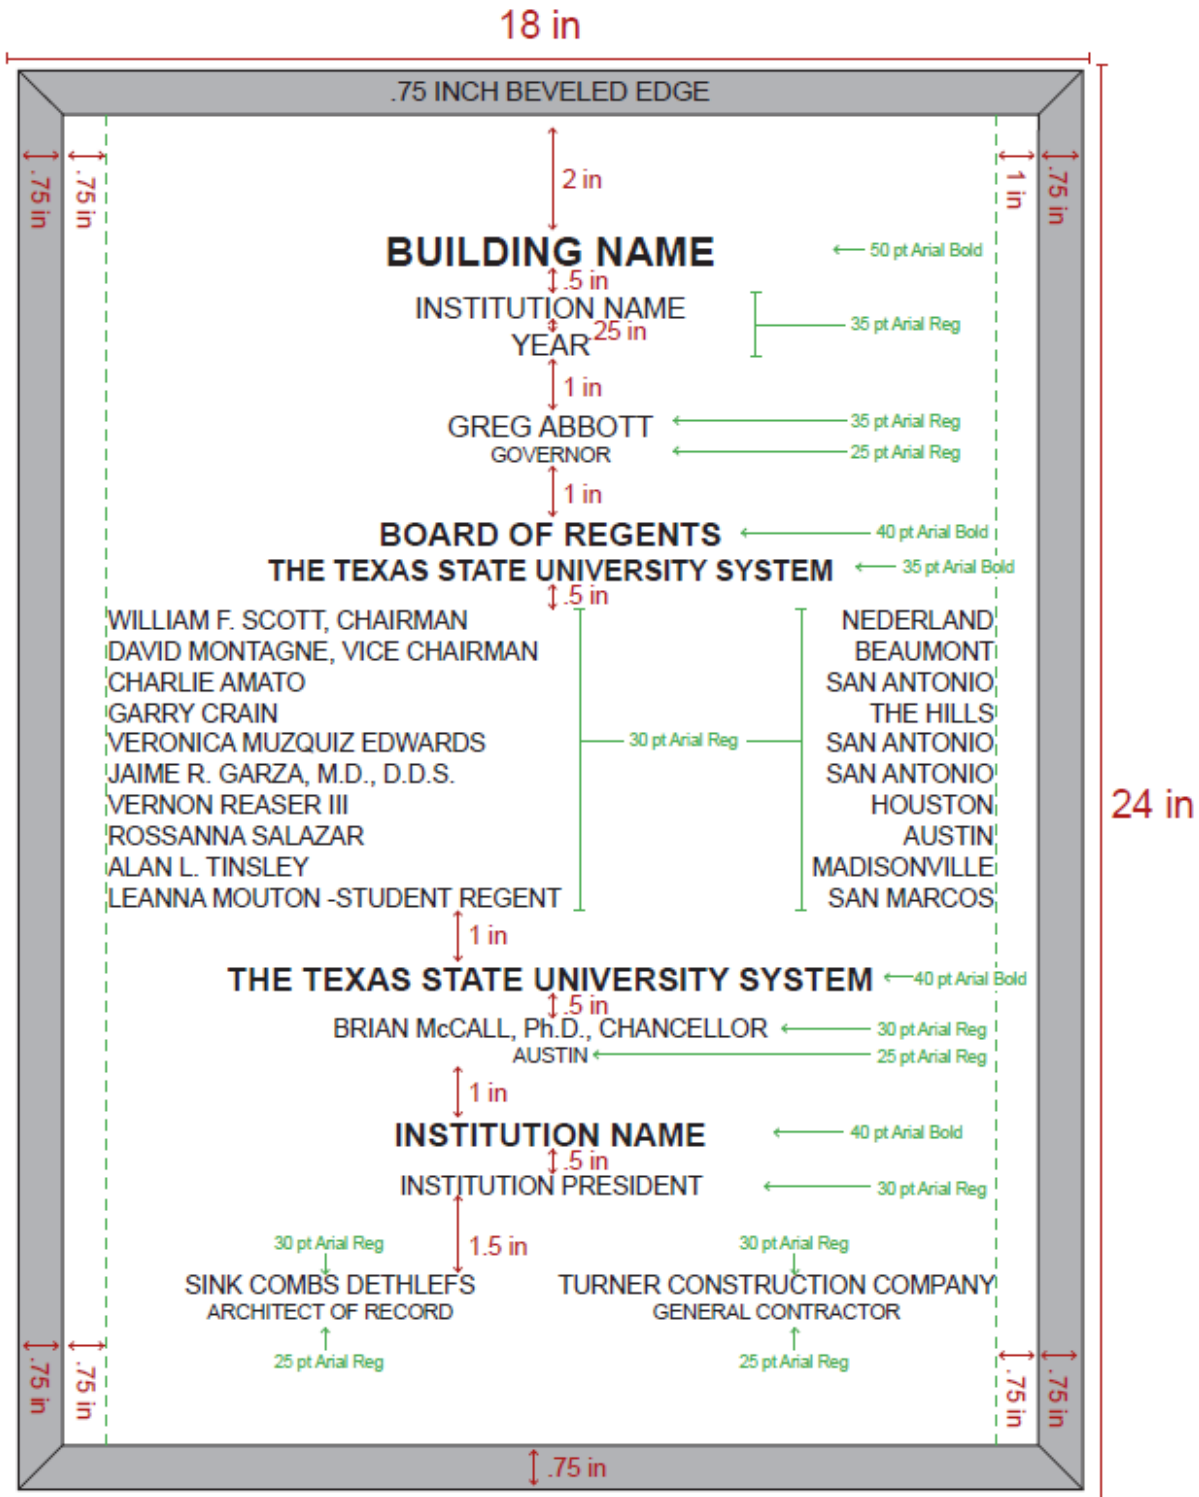 18 in
.75 INCH BEVELED EDGE
.75 in
.75 in
2 in
1 in
.75 in
BUILDING NAME
50 pt Arial Bold
.5 in
INSTITUTION NAME
35 pt Arial Reg
.25 in
YEAR
1 in
GREG ABBOTT
35 pt Arial Reg
GOVERNOR
25 pt Arial Reg
1 in
BOARD OF REGENTS
40 pt Arial Bold
THE TEXAS STATE UNIVERSITY SYSTEM
35 pt Arial Bold
.5 in
WILLIAM F. SCOTT, CHAIRMAN NEDERLAND
DAVID MONTAGNE, VICE CHAIRMAN BEAUMONT
CHARLIE AMATO SAN ANTONIO
GARRY CRAIN THE HILLS
VERONICA MUZQUIZ EDWARDS SAN ANTONIO
30 pt Arial Reg
JAIME R. GARZA, M.D., D.D.S. SAN ANTONIO
VERNON REASER III HOUSTON
24 in
ROSSANNA SALAZAR AUSTIN
ALAN L. TINSLEY MADISONVILLE
LEANNA MOUTON -STUDENT REGENT SAN MARCOS
1 in
THE TEXAS STATE UNIVERSITY SYSTEM
40 pt Arial Bold
.5 in
BRIAN McCALL, Ph.D., CHANCELLOR
30 pt Arial Reg
AUSTIN
25 pt Arial Reg
1 in
INSTITUTION NAME
40 pt Arial Bold
.5 in
INSTITUTION PRESIDENT
30 pt Arial Reg
1.5 in
30 pt Arial Reg
30 pt Arial Reg
SINK COMBS DETHLEFS
TURNER CONSTRUCTION COMPANY
ARCHITECT OF RECORD
GENERAL CONTRACTOR
25 pt Arial Reg
25 pt Arial Reg
.75 in
.75 in
.75 in
.75 in
.75 in